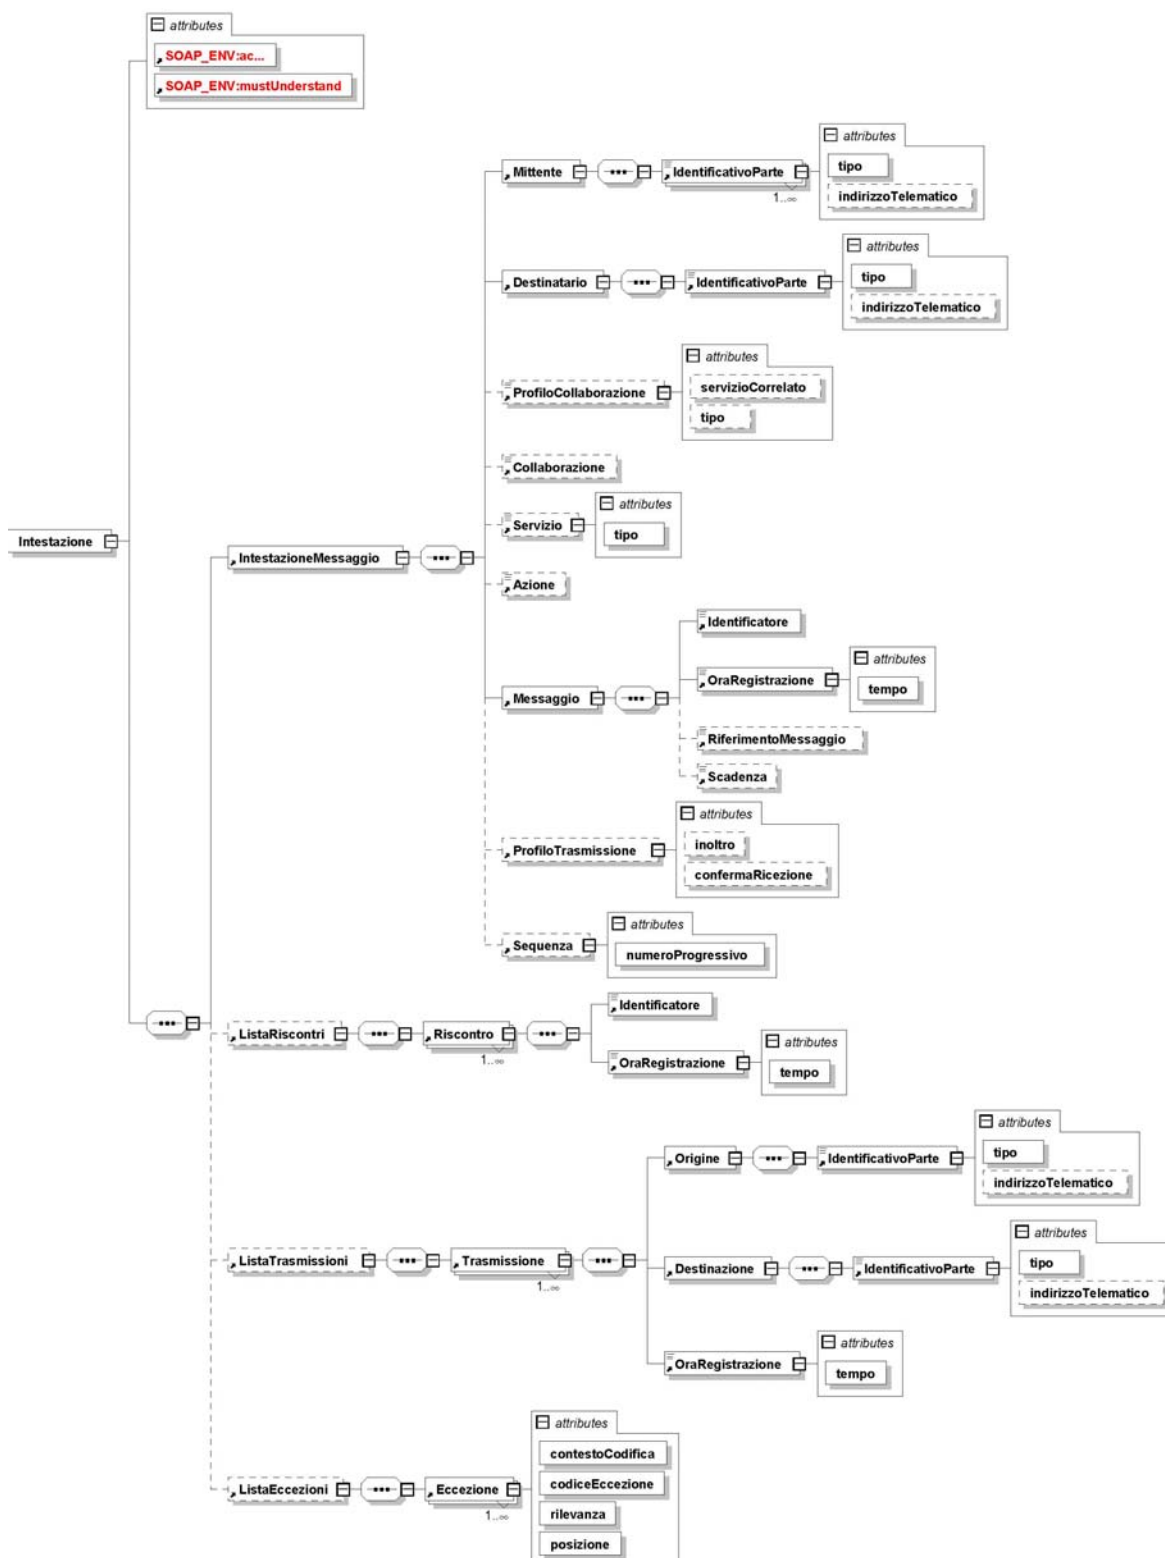 attributes
SOAP_ENV:ac...
SOAP_ENV:mustUnderstand
attributes
Mittente
IdentificativoParte
tipo
1..∞
indirizzoTelematico
attributes
Destinatario
IdentificativoParte
tipo
indirizzoTelematico
attributes
ProfiloCollaborazione
servizioCorrelato
tipo
Collaborazione
attributes
Servizio
tipo
Intestazione
IntestazioneMessaggio
Azione
Identificatore
attributes
OraRegistrazione
tempo
Messaggio
RiferimentoMessaggio
Scadenza
attributes
inoltro
ProfiloTrasmissione
confermaRicezione
attributes
Sequenza
numeroProgressivo
Identificatore
ListaRiscontri
Riscontro
1..∞
attributes
OraRegistrazione
tempo
attributes
Origine
IdentificativoParte
tipo
indirizzoTelematico
attributes
ListaTrasmissioni
Trasmissione
1..∞
Destinazione
IdentificativoParte
tipo
indirizzoTelematico
attributes
OraRegistrazione
tempo
attributes
contestoCodifica
ListaEccezioni
Eccezione
1..∞
codiceEccezione
rilevanza
posizione